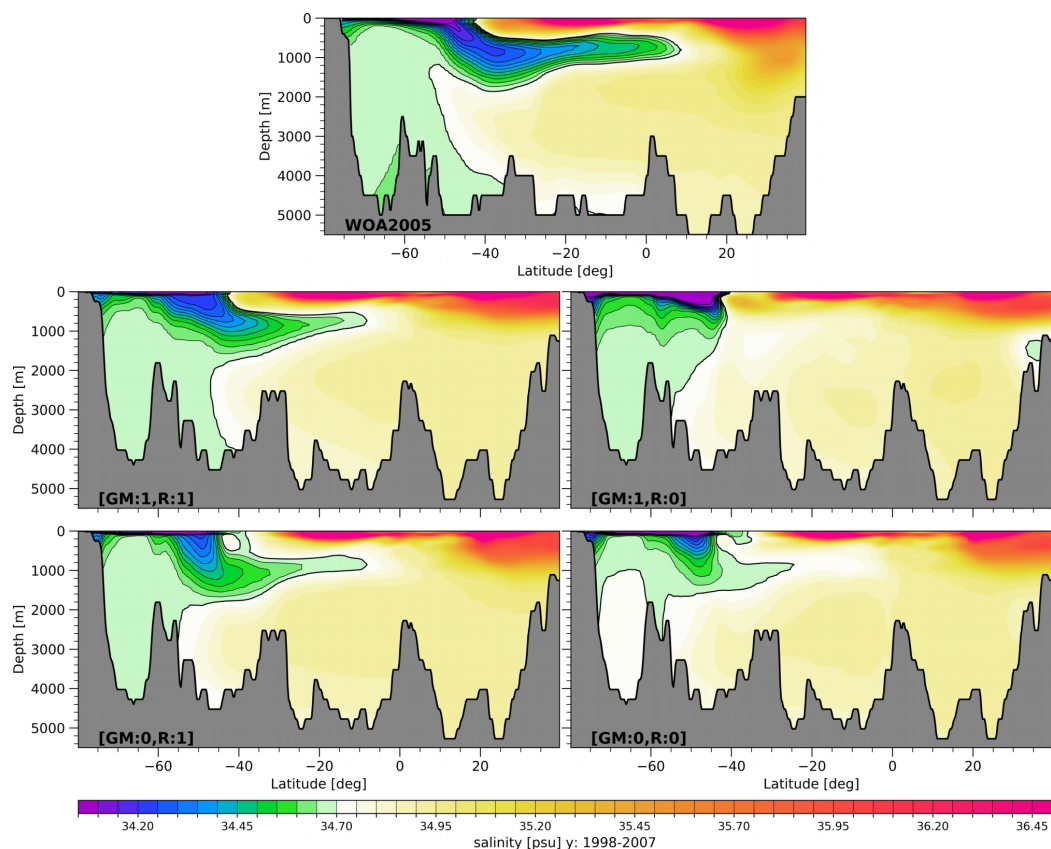 0
1000
2000
3000
4000
5000
Depth [m]
WOA2005
−60 −40 −20 0 20
Latitude [deg]
0
1000
2000
3000
4000
5000
Depth [m]
[GM:1,R:1] [GM:1,R:0]
0
1000
2000
3000
4000
5000
Depth [m]
[GM:0,R:1] [GM:0,R:0]
−60 −40 −20 0 20 −60 −40 −20 0 20
Latitude [deg] Latitude [deg]
34.20 34.45 34.70 34.95 35.20 35.45 35.70 35.95 36.20 36.45
salinity [psu] y: 1998-2007